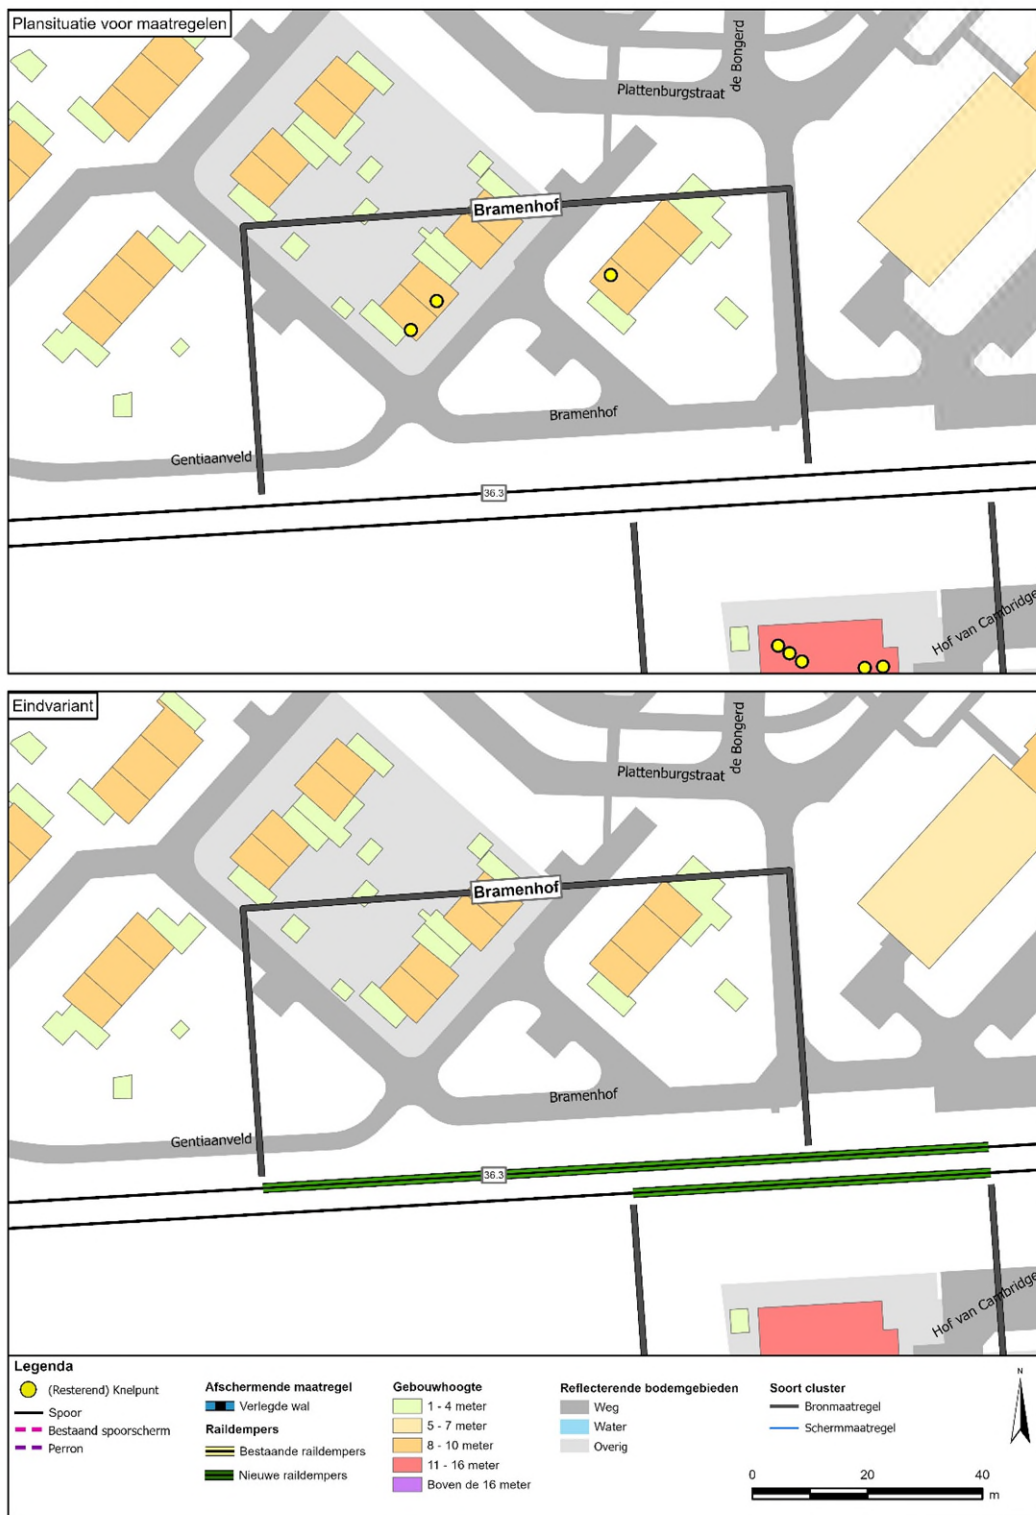 Plansituatie voor maatregelen
de Bongerd
Plattenburgstraat
Bramenhof
Bramenhof
Gentiaanveld
36.3
Hof van Cambridge
Eindvariant
de Bongerd
Plattenburgstraat
Bramenhof
Bramenhof
Gentiaanveld
36.3
Hof van Cambridge
Legenda
(Resterend) Knelpunt
Spoor
Bestaand spoorscherm
Perron
Afschermende maatregel
Verlegde wal
Raildempers
Bestaande raildempers
Nieuwe raildempers
Gebouwhoogte
1 - 4 meter
5 - 7 meter
8 - 10 meter
11 - 16 meter
Boven de 16 meter
Reflecterende bodemgebieden
Weg
Water
Overig
Soort cluster
Bronmaatregel
Schermmaatregel
N
0 20 40
m